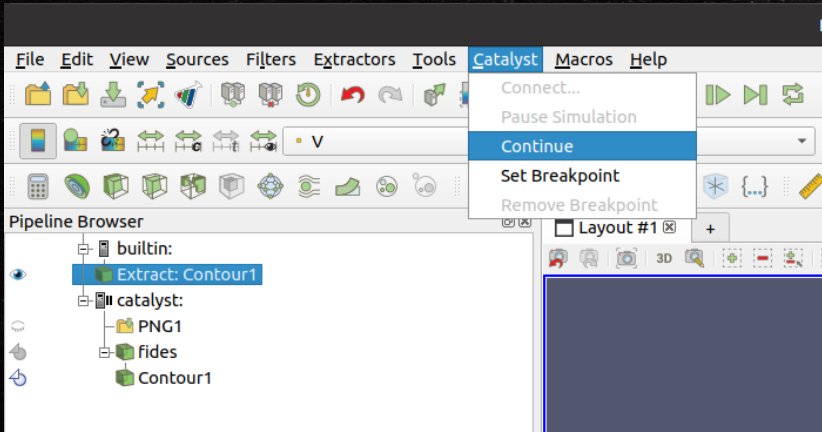 File Edit View Sources Filters Extractors Tools Catalyst Macros Help
Connect...
Pause Simulation
Continue
Set Breakpoint
Remove Breakpoint
V
{...}
Pipeline Browser
Layout #1
+
3D
builtin:
Extract: Contour1
catalyst:
PNG1
fides
Contour1